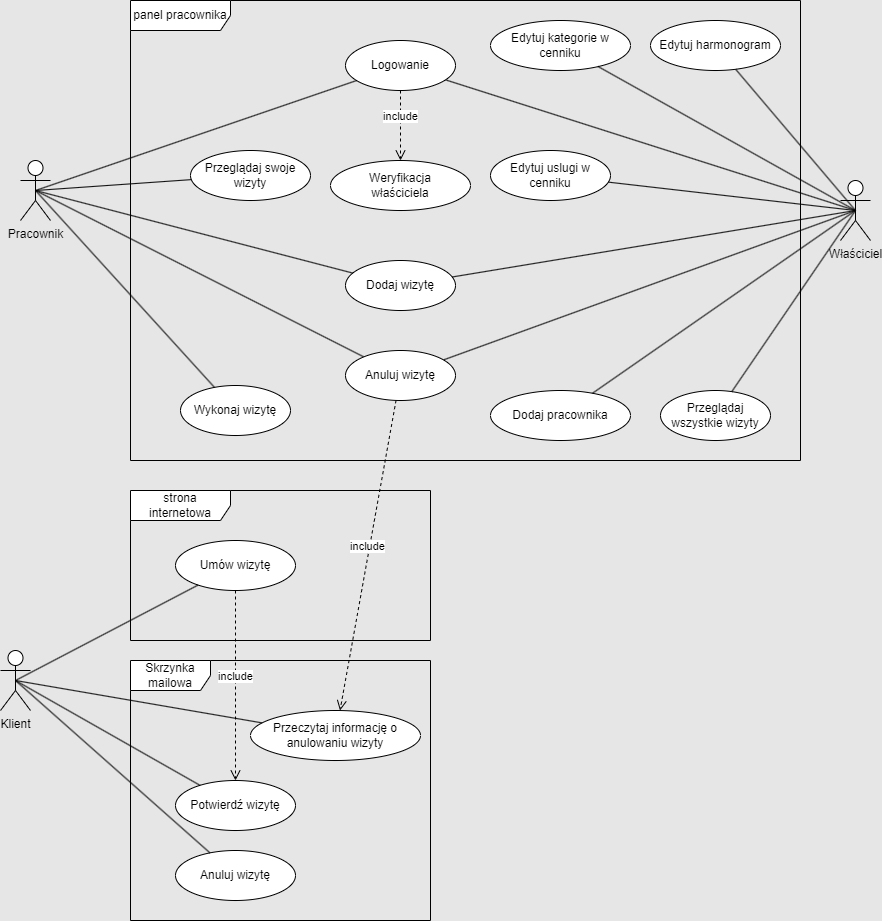 panel pracownika
Logowanie
Edytuj kategorie w
cenniku
Edytuj harmonogram
include
Przeglądaj swoje
wizyty
Weryfikacja
właściciela
Edytuj uslugi w
cenniku
Pracownik
Właściciel
Dodaj wizytę
Anuluj wizytę
Wykonaj wizytę
Dodaj pracownika
Przeglądaj
wszystkie wizyty
strona
internetowa
include
Umów wizytę
Skrzynka
mailowa
include
Klient
Przeczytaj informację o
anulowaniu wizyty
Potwierdź wizytę
Anuluj wizytę